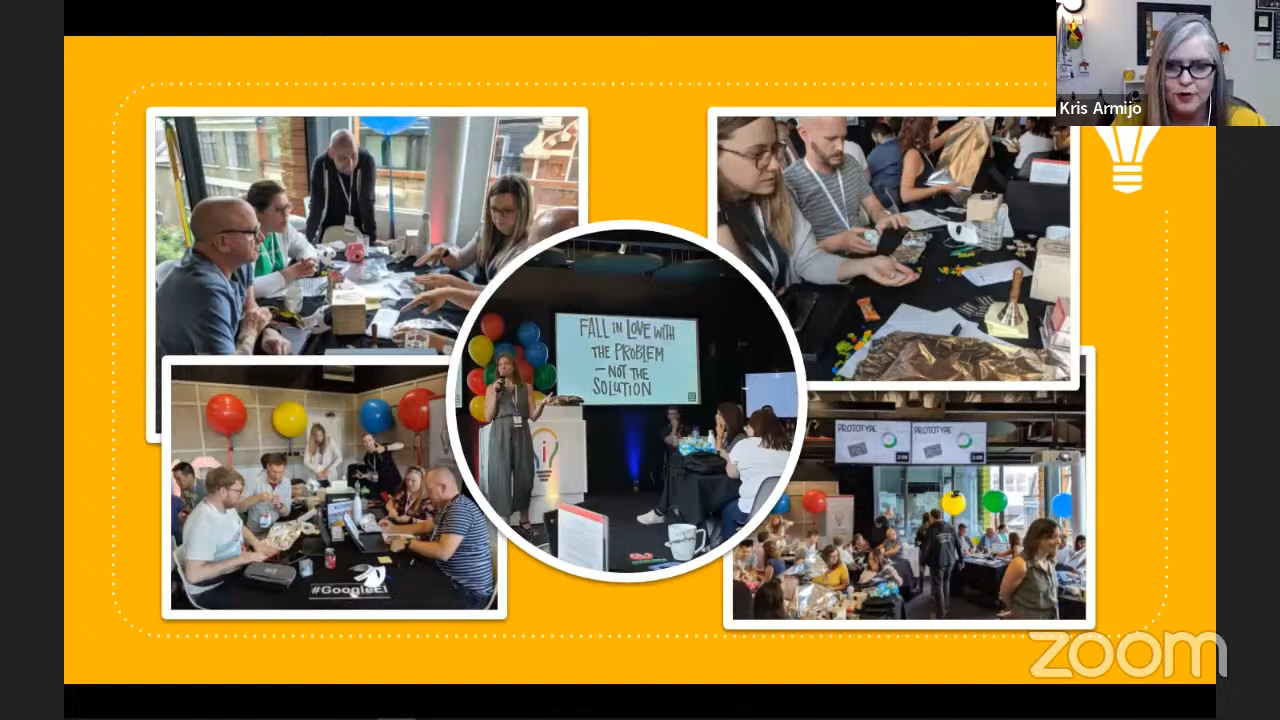 Kris Armijo
FALL IN LOVE WITH
THE PROBLEM
– NOT THE
SOLUTION
PROTOTYPE
PROTOTYPE
#GoogleEI
zoom